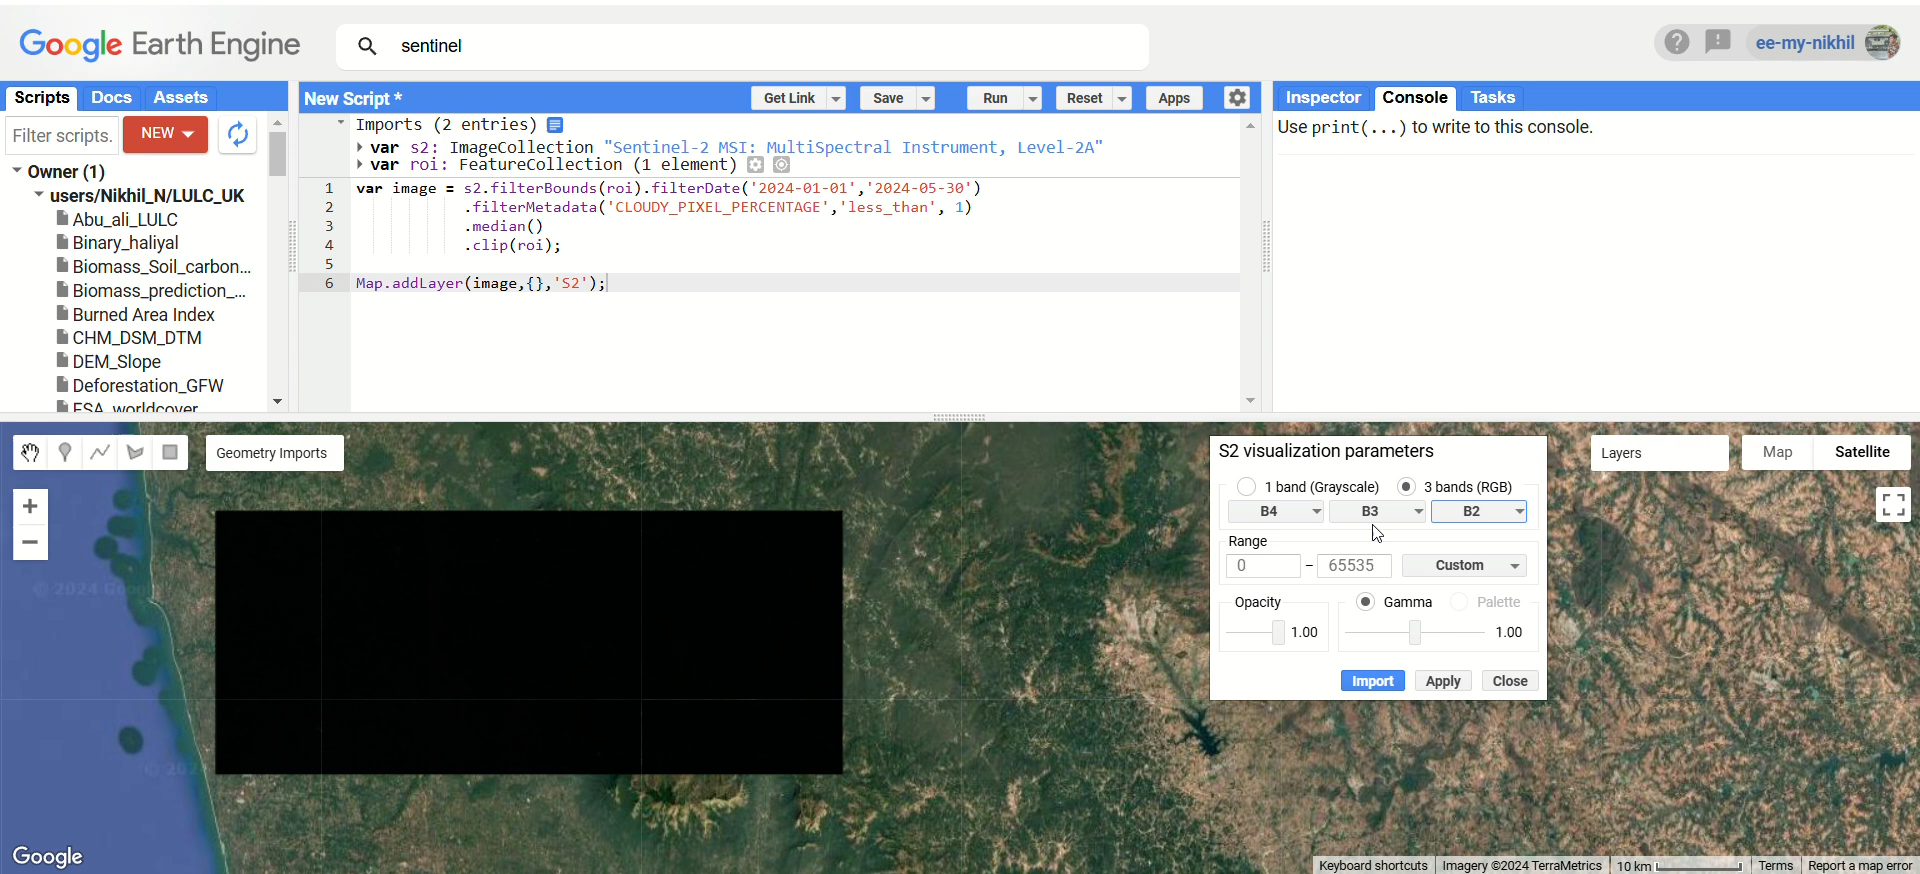 Google Earth Engine
sentinel
ee-my-nikhil
Scripts Docs Assets
Filter scripts.
NEW
Owner (1)
users/Nikhil_N/LULC_UK
Abu_ali_LULC
Binary_haliyal
Biomass_Soil_carbon...
Biomass_prediction_...
Burned Area Index
CHM_DSM_DTM
DEM_Slope
Deforestation_GFW
ESA_worldcover
New Script *
Get Link Save Run Reset Apps
Imports (2 entries)
var s2: ImageCollection "Sentinel-2 MSI: MultiSpectral Instrument, Level-2A"
var roi: FeatureCollection (1 element)
1 var image = s2.filterBounds(roi).filterDate('2024-01-01','2024-05-30')
2 .filterMetadata('CLOUDY_PIXEL_PERCENTAGE','less_than', 1)
3 .median()
4 .clip(roi);
5
6 Map.addLayer(image,{},'S2');
Inspector Console Tasks
Use print(...) to write to this console.
Geometry Imports
S2 visualization parameters
1 band (Grayscale) 3 bands (RGB)
B4 B3 B2
Range
0 – 65535 Custom
Opacity Gamma Palette
1.00 1.00
Import Apply Close
Layers
Map Satellite
+
−
© 2024 Goog
© 202
Google
Keyboard shortcuts Imagery ©2024 TerraMetrics 10 km Terms Report a map error